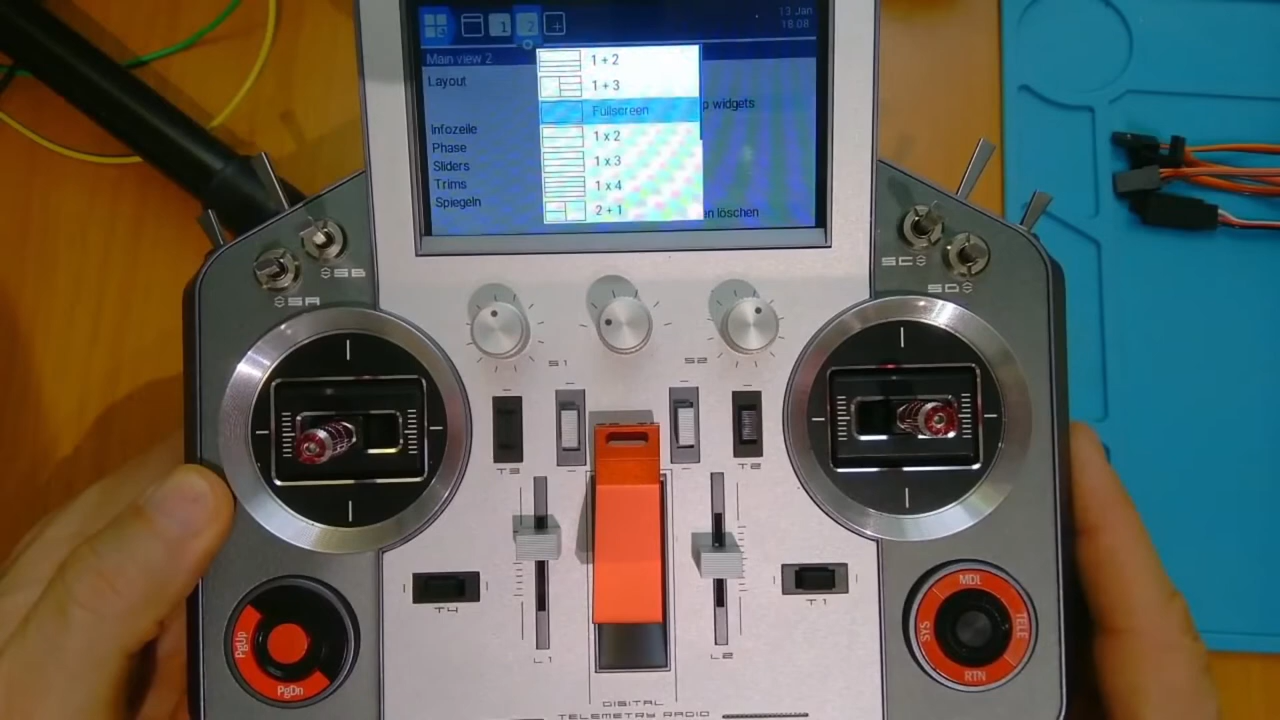 1
2
13 Jan
18:08
Main view 2
Layout
1 + 2
1 + 3
Fullscreen
1 x 2
1 x 3
1 x 4
2 + 1
p widgets
Infozeile
Phase
Sliders
Trims
Spiegeln
en löschen
SB
SA
SC
SD
S1
S2
T3
T2
T4
T1
L1
L2
PgUp
PgDn
MDL
SYS
TELE
RTN
DIGITAL
TELEMETRY RADIO